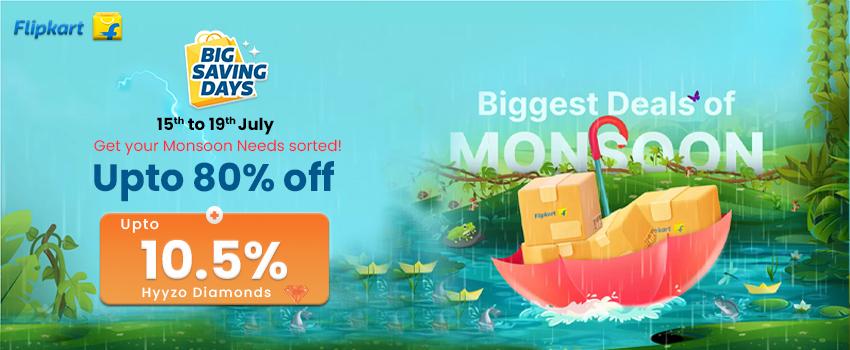 Flipkart
BIG
SAVING
DAYS
15th to 19th July
Get your Monsoon Needs sorted!
Upto 80% off
+
Upto
10.5%
Hyyzo Diamonds
Biggest Deals of
MONSOON
Flipkart
kart